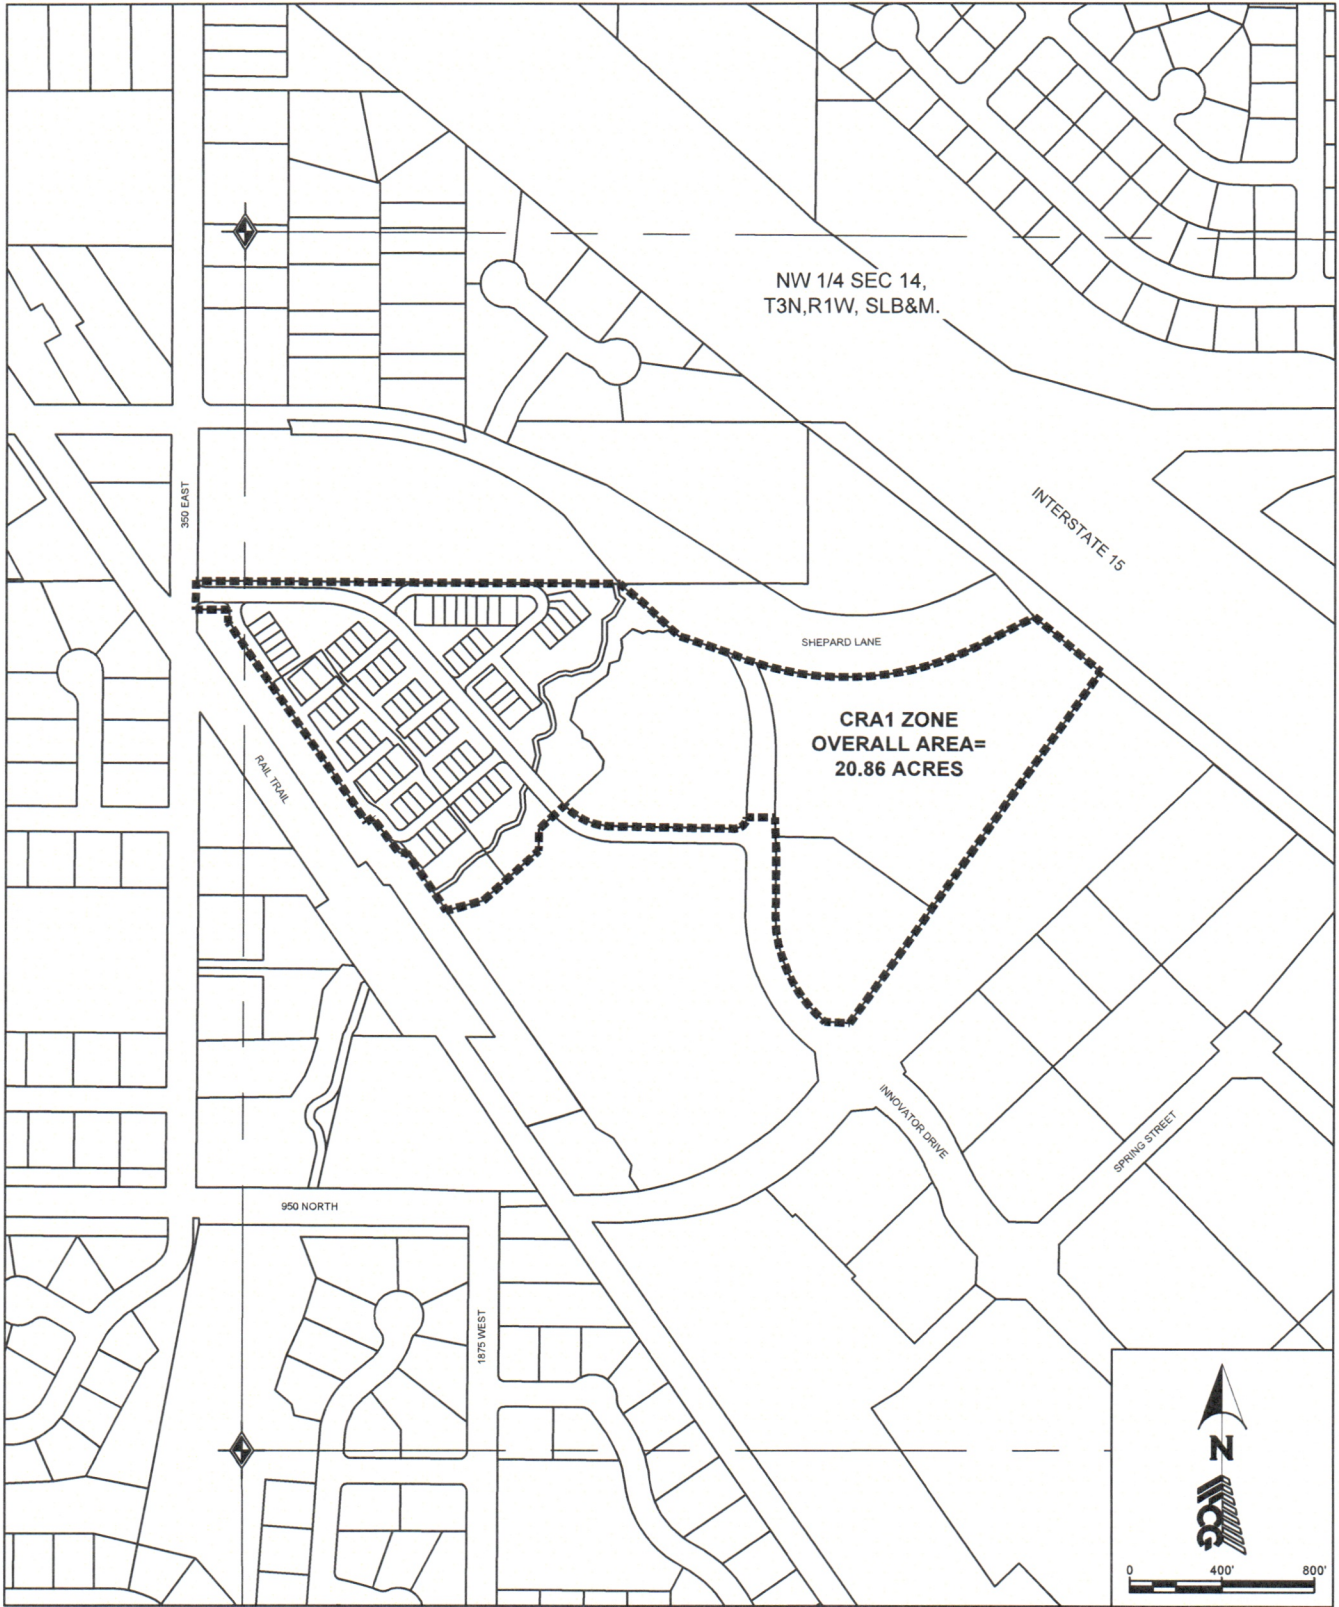 NW 1/4 SEC 14,
T3N,R1W, SLB&M.
350 EAST
INTERSTATE 15
SHEPARD LANE
CRA1 ZONE
OVERALL AREA=
20.86 ACRES
RAIL TRAIL
INNOVATOR DRIVE
SPRING STREET
950 NORTH
1875 WEST
N
CG
0 400' 800'